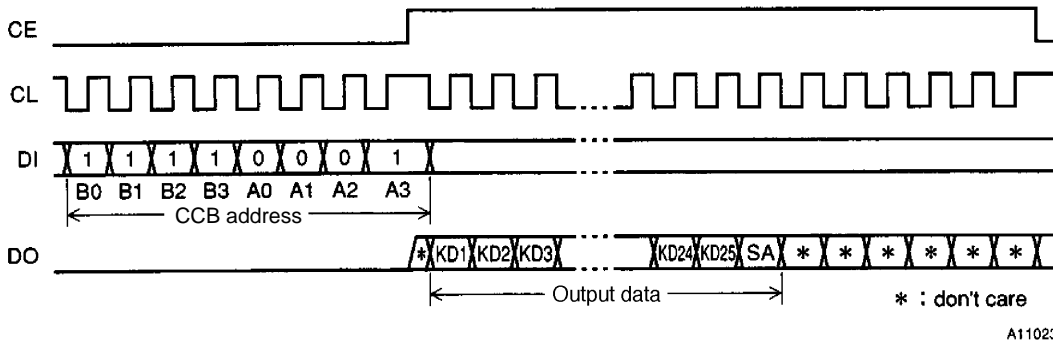 CE
CL
DI 1 1 1 1 0 0 0 1
B0 B1 B2 B3 A0 A1 A2 A3
CCB address
DO * KD1 KD2 KD3 KD24 KD25 SA * * * * * *
Output data
* : don't care
A11023